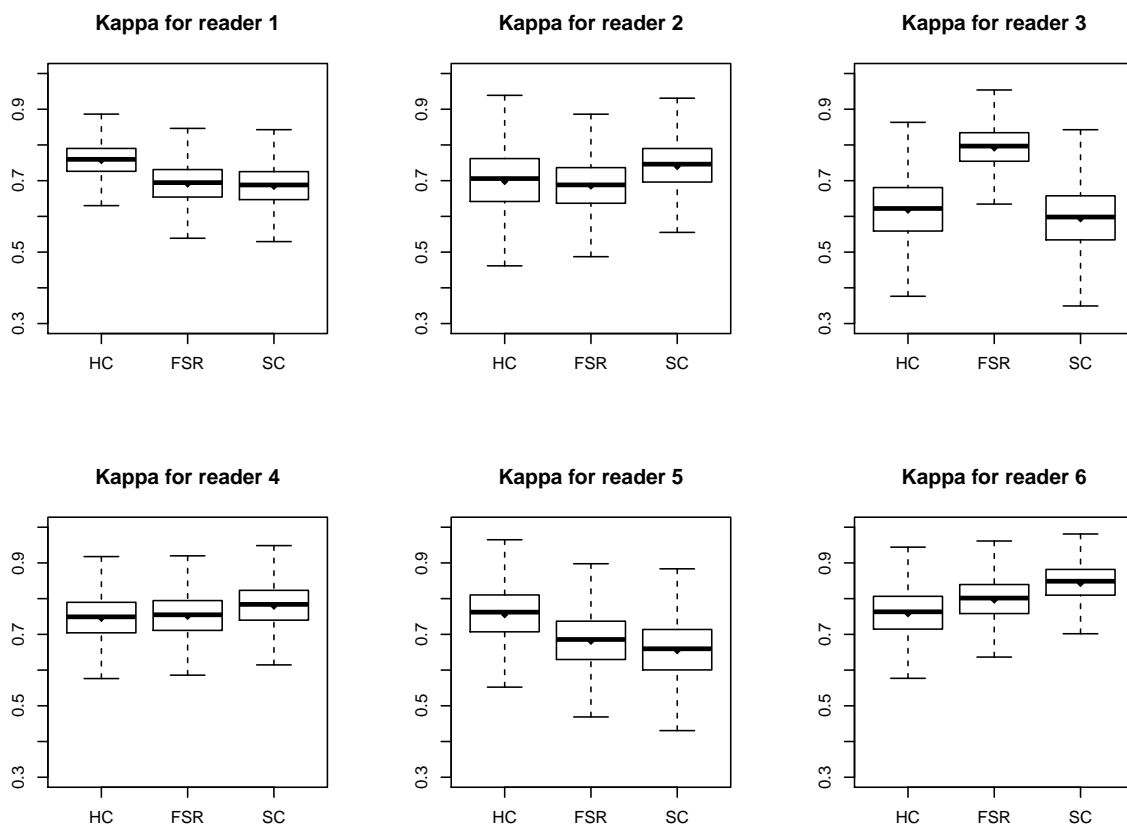 Kappa for reader 1
0.9
0.7
0.5
0.3
HC FSR SC
Kappa for reader 2
0.9
0.7
0.5
0.3
HC FSR SC
Kappa for reader 3
0.9
0.7
0.5
0.3
HC FSR SC
Kappa for reader 4
0.9
0.7
0.5
0.3
HC FSR SC
Kappa for reader 5
0.9
0.7
0.5
0.3
HC FSR SC
Kappa for reader 6
0.9
0.7
0.5
0.3
HC FSR SC